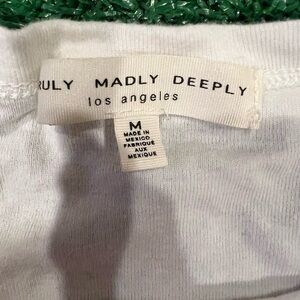 RULY MADLY DEEPLY
los angeles
M
MADE IN
MEXICO
FABRIQUE
AUX
MEXIQUE